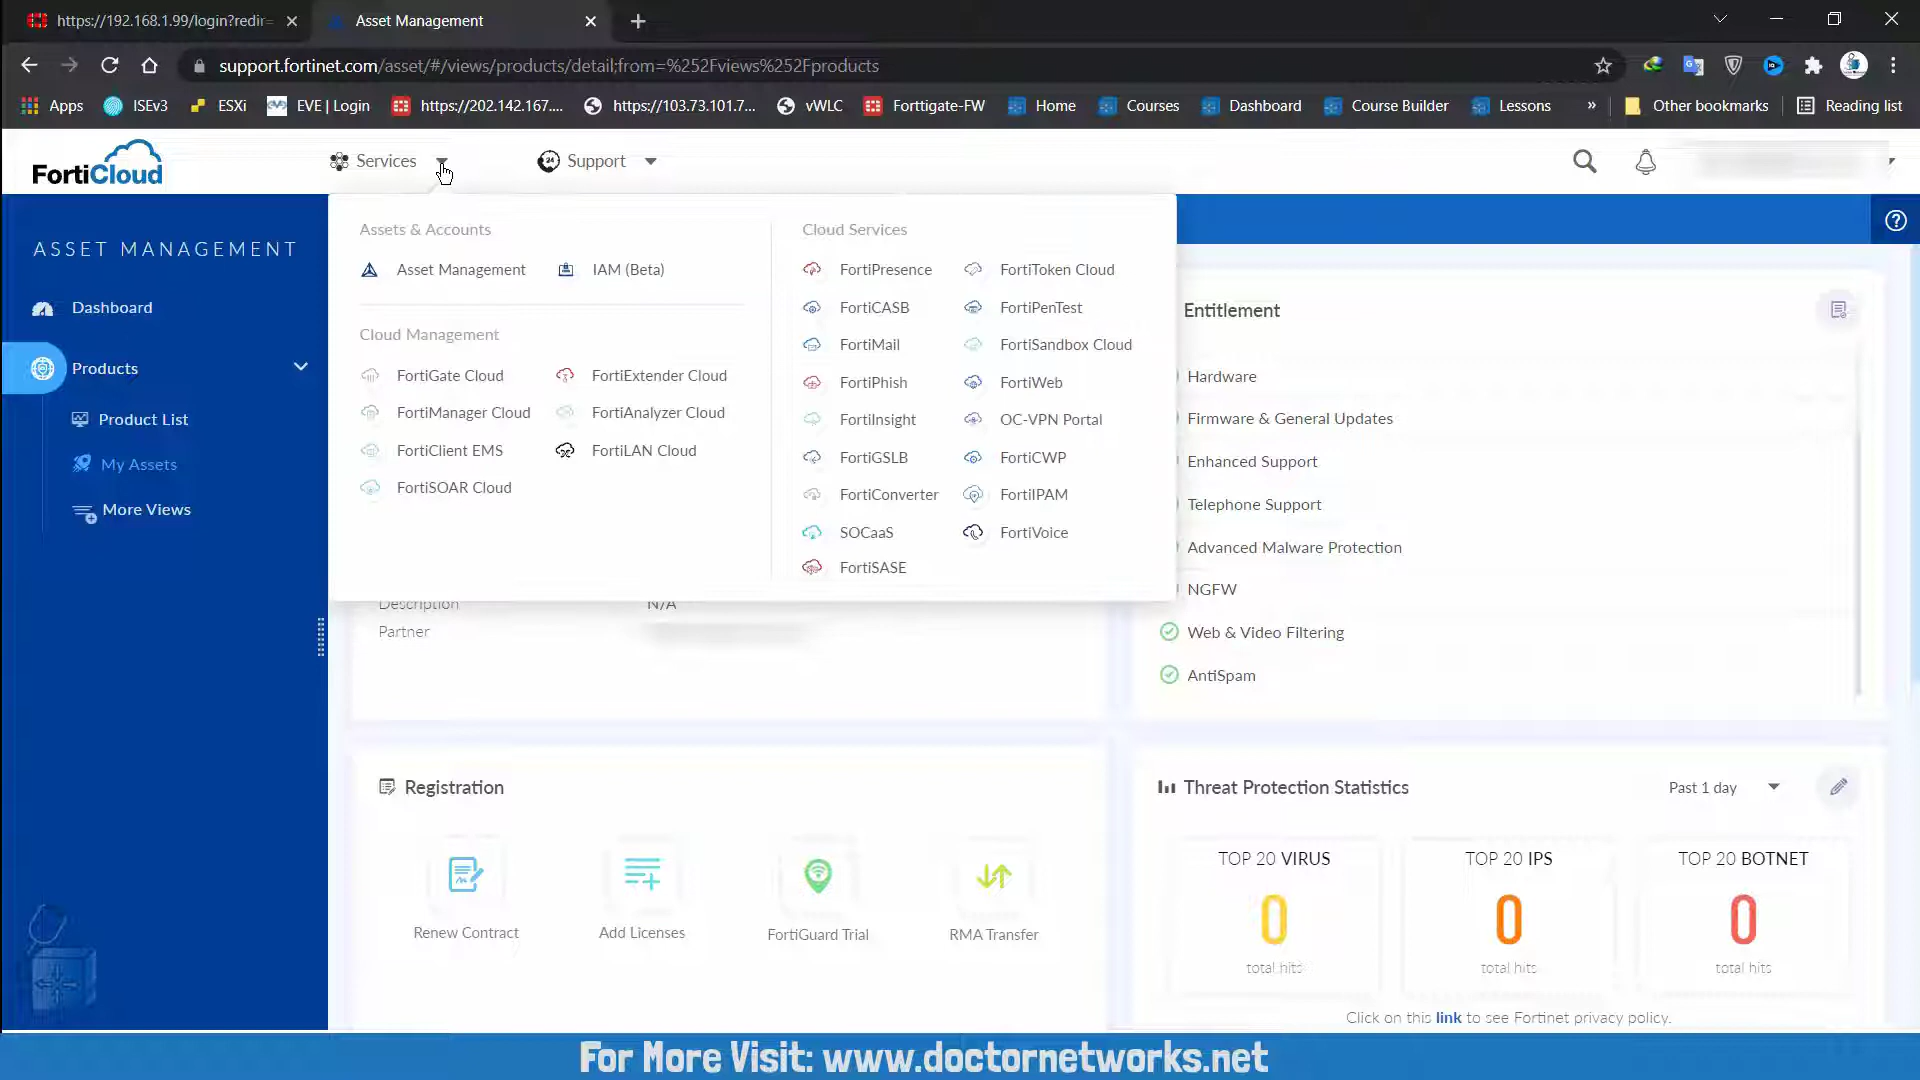 https://192.168.1.99/login?redir=
Asset Management
support.fortinet.com/asset/#/views/products/detail;from=%252Fviews%252Fproducts
Apps
ISEv3
ESXi
EVE | Login
https://202.142.167....
https://103.73.101.7...
vWLC
Forttigate-FW
Home
Courses
Dashboard
Course Builder
Lessons
»
Other bookmarks
Reading list
FortiCloud
Services
24
Support
ASSET MANAGEMENT
Dashboard
Products
Product List
My Assets
More Views
Assets & Accounts
Asset Management
IAM (Beta)
Cloud Management
FortiGate Cloud
FortiExtender Cloud
FortiManager Cloud
FortiAnalyzer Cloud
FortiClient EMS
FortiLAN Cloud
FortiSOAR Cloud
Cloud Services
FortiPresence
FortiToken Cloud
FortiCASB
FortiPenTest
FortiMail
FortiSandbox Cloud
FortiPhish
FortiWeb
FortiInsight
OC-VPN Portal
FortiGSLB
FortiCWP
FortiConverter
FortiIPAM
SOCaaS
FortiVoice
FortiSASE
Description
N/A
Partner
Entitlement
Hardware
Firmware & General Updates
Enhanced Support
Telephone Support
Advanced Malware Protection
NGFW
Web & Video Filtering
AntiSpam
Registration
Renew Contract
Add Licenses
FortiGuard Trial
RMA Transfer
Threat Protection Statistics
Past 1 day
TOP 20 VIRUS
0
total hits
TOP 20 IPS
0
total hits
TOP 20 BOTNET
0
total hits
Click on this link to see Fortinet privacy policy.
For More Visit: www.doctornetworks.net